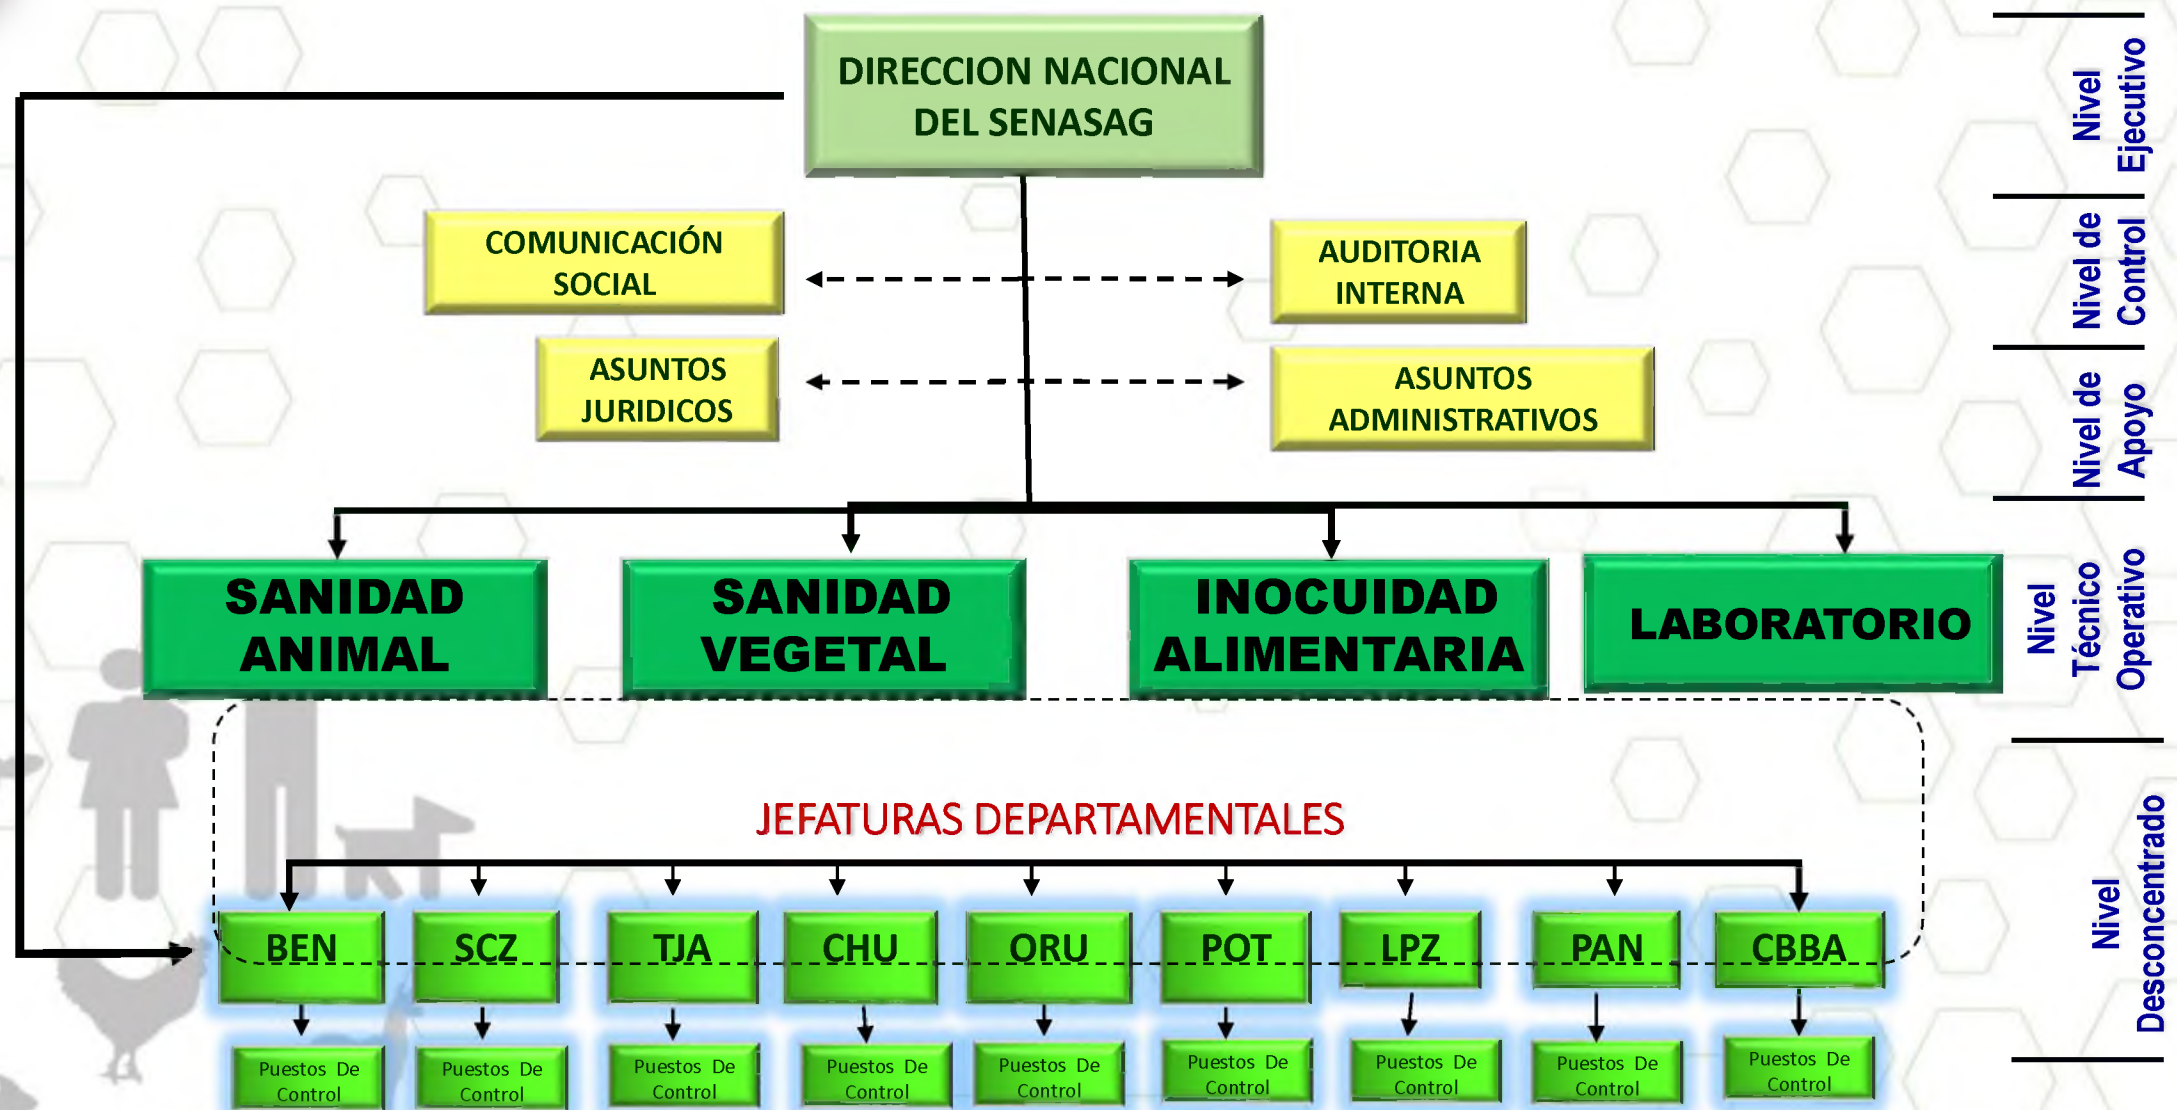 DIRECCION NACIONAL
DEL SENASAG
Nivel
Ejecutivo
COMUNICACIÓN
SOCIAL
AUDITORIA
INTERNA
Nivel de
Control
ASUNTOS
JURIDICOS
ASUNTOS
ADMINISTRATIVOS
Nivel de
Apoyo
SANIDAD
ANIMAL
SANIDAD
VEGETAL
INOCUIDAD
ALIMENTARIA
LABORATORIO
Nivel
Técnico
Operativo
JEFATURAS DEPARTAMENTALES
BEN
SCZ
TJA
CHU
ORU
POT
LPZ
PAN
CBBA
Nivel
Desconcentrado
Puestos De
Control
Puestos De
Control
Puestos De
Control
Puestos De
Control
Puestos De
Control
Puestos De
Control
Puestos De
Control
Puestos De
Control
Puestos De
Control